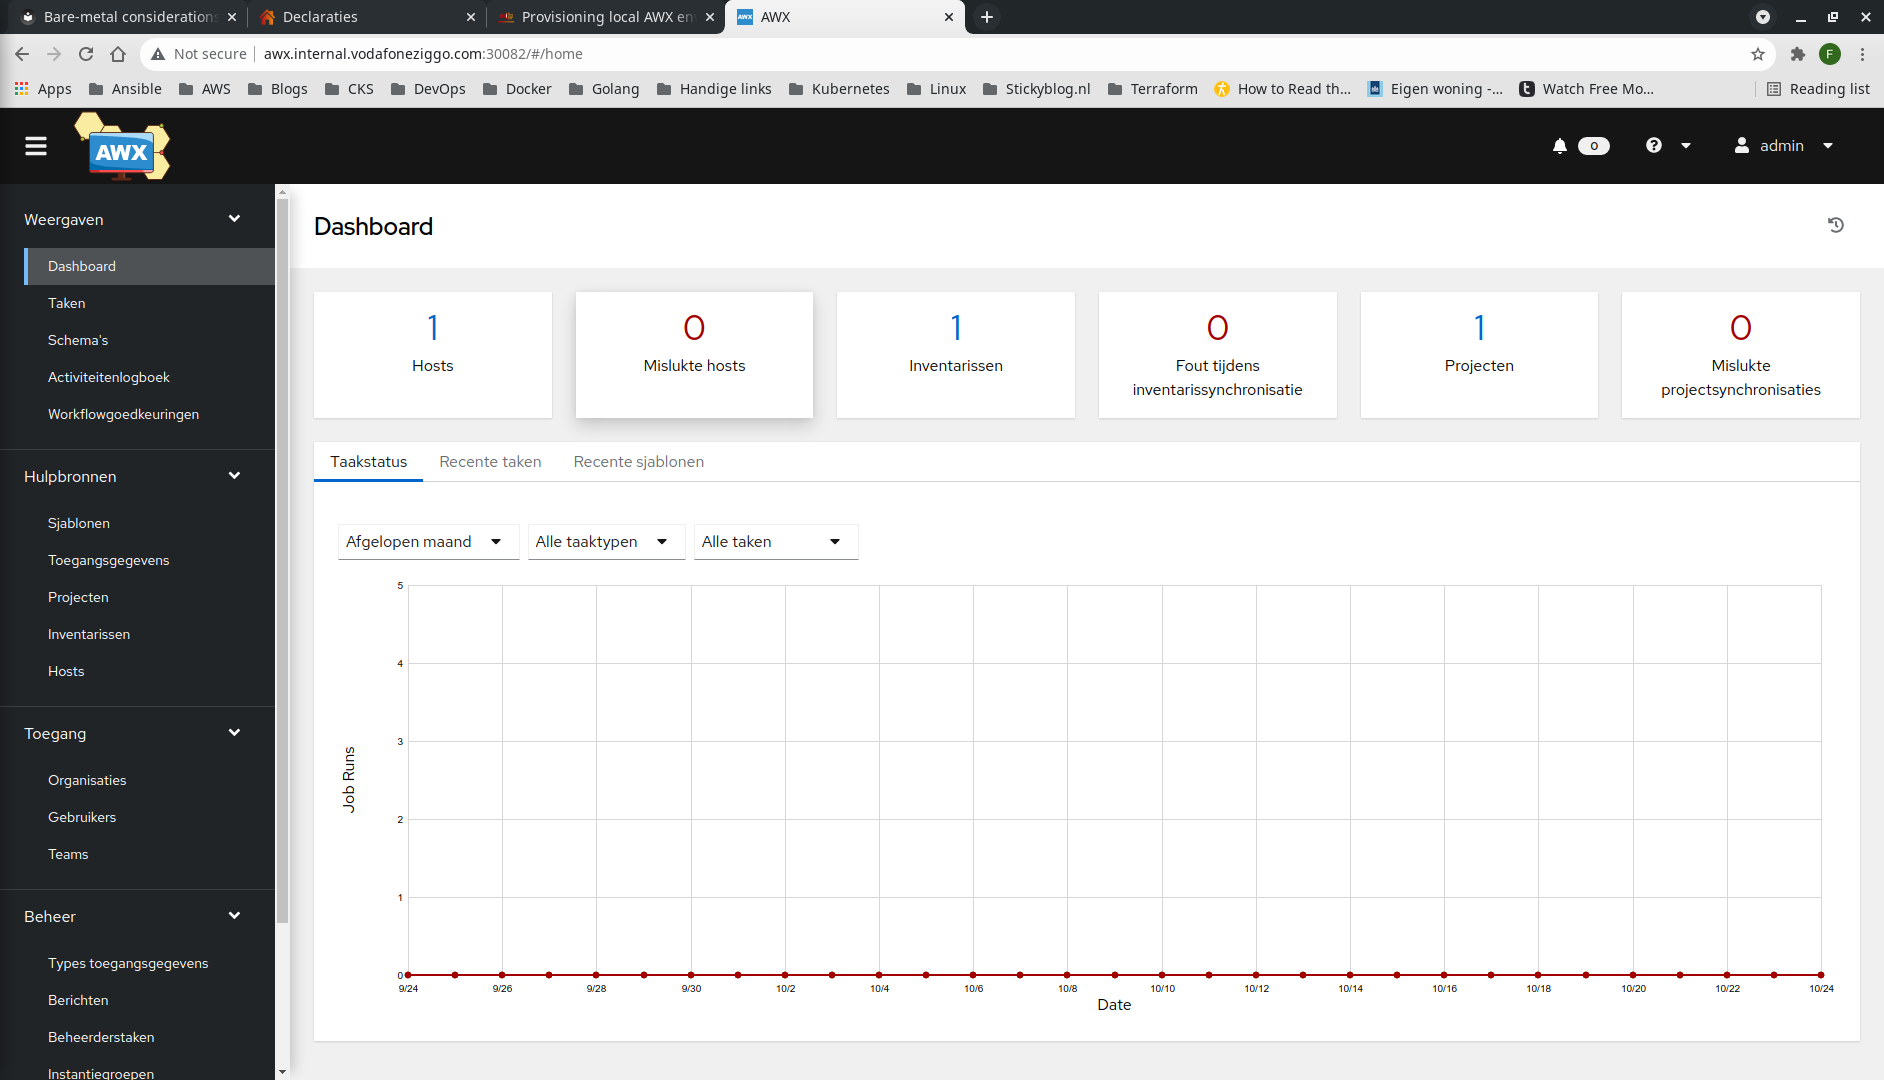 Bare-metal considerations
Declaraties
Provisioning local AWX en
AWX
Not secure
awx.internal.vodafoneziggo.com:30082/#/home
F
Apps
Ansible
AWS
Blogs
CKS
DevOps
Docker
Golang
Handige links
Kubernetes
Linux
Stickyblog.nl
Terraform
How to Read th...
Eigen woning -...
Watch Free Mo...
Reading list
AWX
0
admin
Weergaven
Dashboard
Taken
Schema's
Activiteitenlogboek
Workflowgoedkeuringen
Hulpbronnen
Sjablonen
Toegangsgegevens
Projecten
Inventarissen
Hosts
Toegang
Organisaties
Gebruikers
Teams
Beheer
Types toegangsgegevens
Berichten
Beheerderstaken
Instantiegroepen
Dashboard
1
Hosts
0
Mislukte hosts
1
Inventarissen
0
Fout tijdens
inventarissynchronisatie
1
Projecten
0
Mislukte
projectsynchronisaties
Taakstatus
Recente taken
Recente sjablonen
Afgelopen maand
Alle taaktypen
Alle taken
5
4
3
2
1
0
Job Runs
9/24
9/26
9/28
9/30
10/2
10/4
10/6
10/8
10/10
10/12
10/14
10/16
10/18
10/20
10/22
10/24
Date